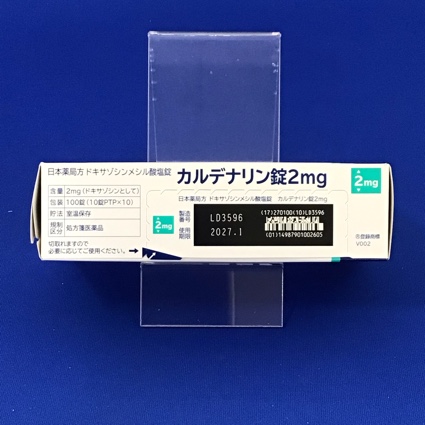 日本薬局方 ドキサゾシンメシル酸塩錠 カルデナリン錠2mg
含量 2mg(ドキサゾシンとして)
包装 100錠(10錠PTP×10)
貯法 室温保存
規制区分 処方箋医薬品
切取れますので
必要に応じてご使用ください。
2mg
日本薬局方 ドキサゾシンメシル酸塩錠 カルデナリン錠2mg
製造番号 LD3596
使用期限 2027.1
(17)270100(10)LD3596
(01)14987901002605
2mg
®登録商標
V002